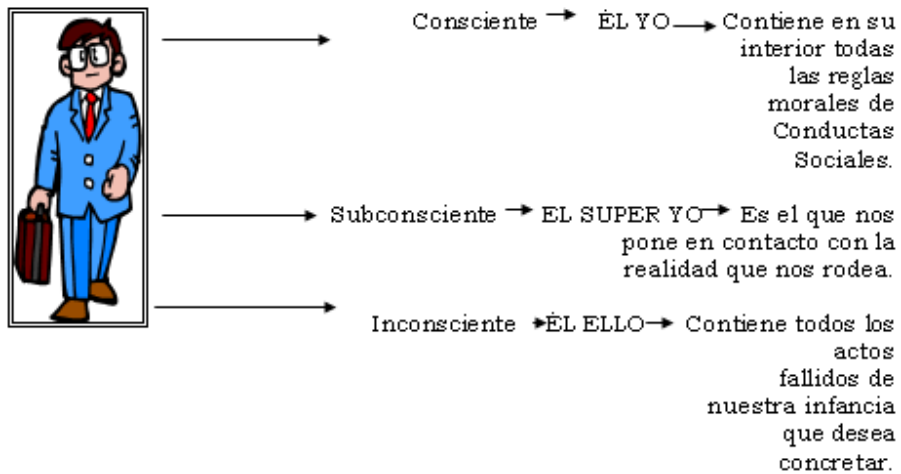 Consciente ÉL YO Contiene en su
interior todas
las reglas
morales de
Conductas
Sociales.
Subconsciente EL SUPER YO Es el que nos
pone en contacto con la
realidad que nos rodea.
Inconsciente ÉL ELLO Contiene todos los
actos
fallidos de
nuestra infancia
que desea
concretar.